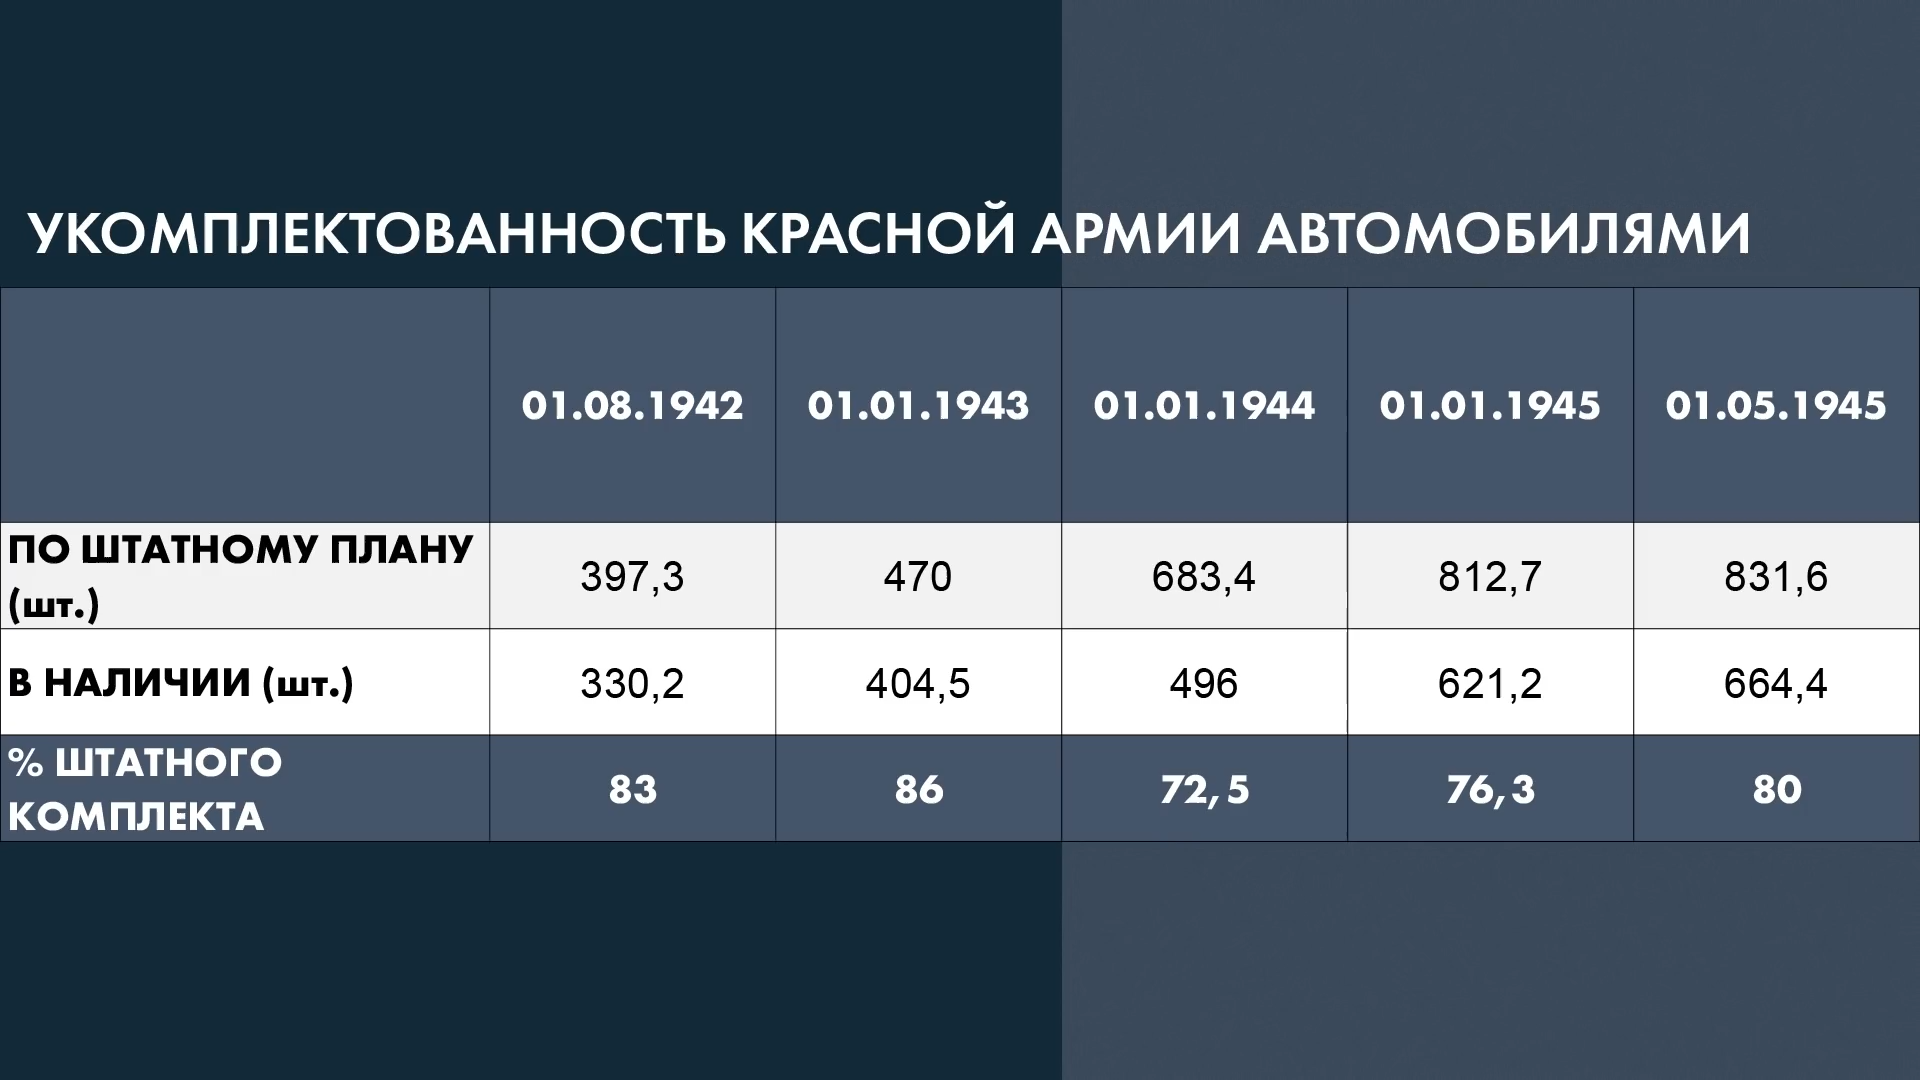 УКОМПЛЕКТОВАННОСТЬ КРАСНОЙ АРМИИ АВТОМОБИЛЯМИ
01.08.1942 01.01.1943 01.01.1944 01.01.1945 01.05.1945
ПО ШТАТНОМУ ПЛАНУ
(шт.) 397,3 470 683,4 812,7 831,6
В НАЛИЧИИ (шт.) 330,2 404,5 496 621,2 664,4
% ШТАТНОГО
КОМПЛЕКТА 83 86 72,5 76,3 80